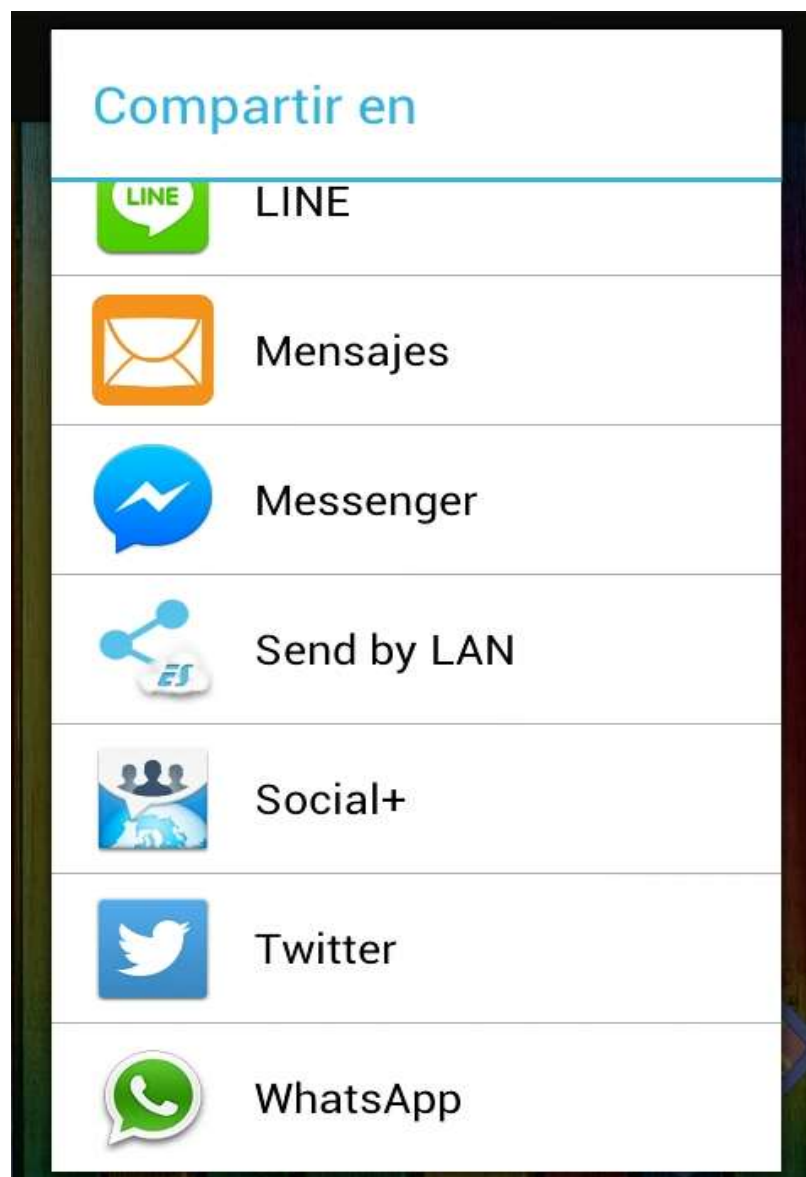 Compartir en
LINE LINE
Mensajes
Messenger
ES Send by LAN
Social+
Twitter
WhatsApp